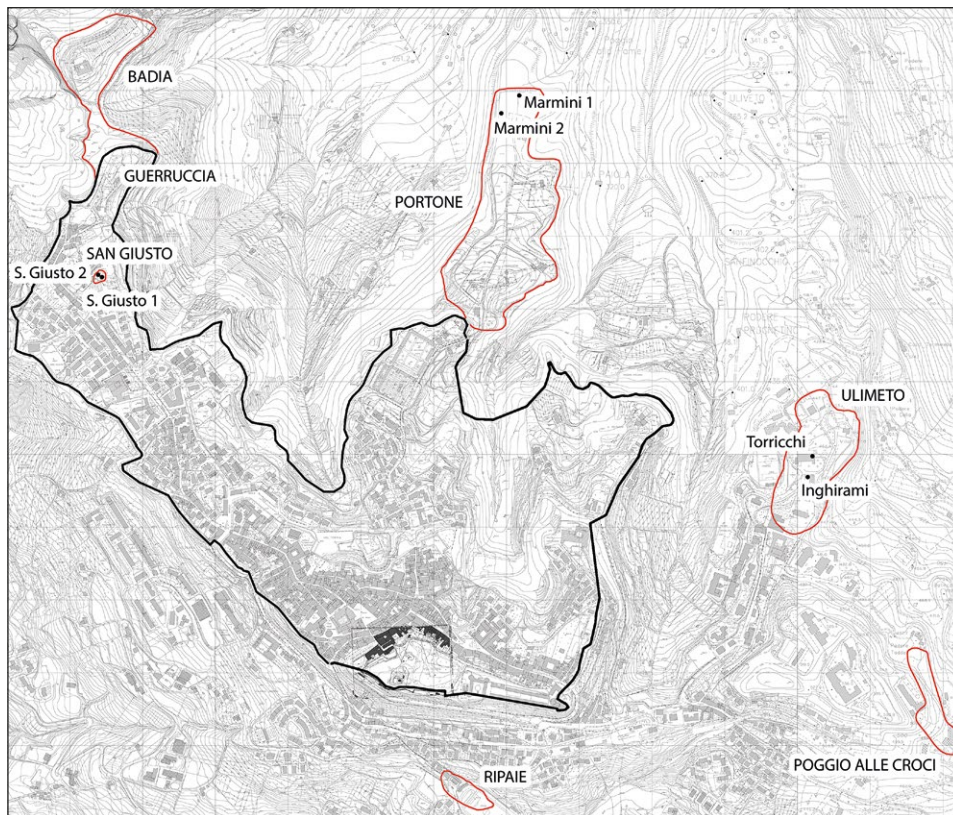 BADIA
Marmini 1
Marmini 2
GUERRUCCIA
PORTONE
SAN GIUSTO
S. Giusto 2
S. Giusto 1
ULIMETO
Torricchi
Inghirami
POGGIO ALLE CROCI
RIPAIE